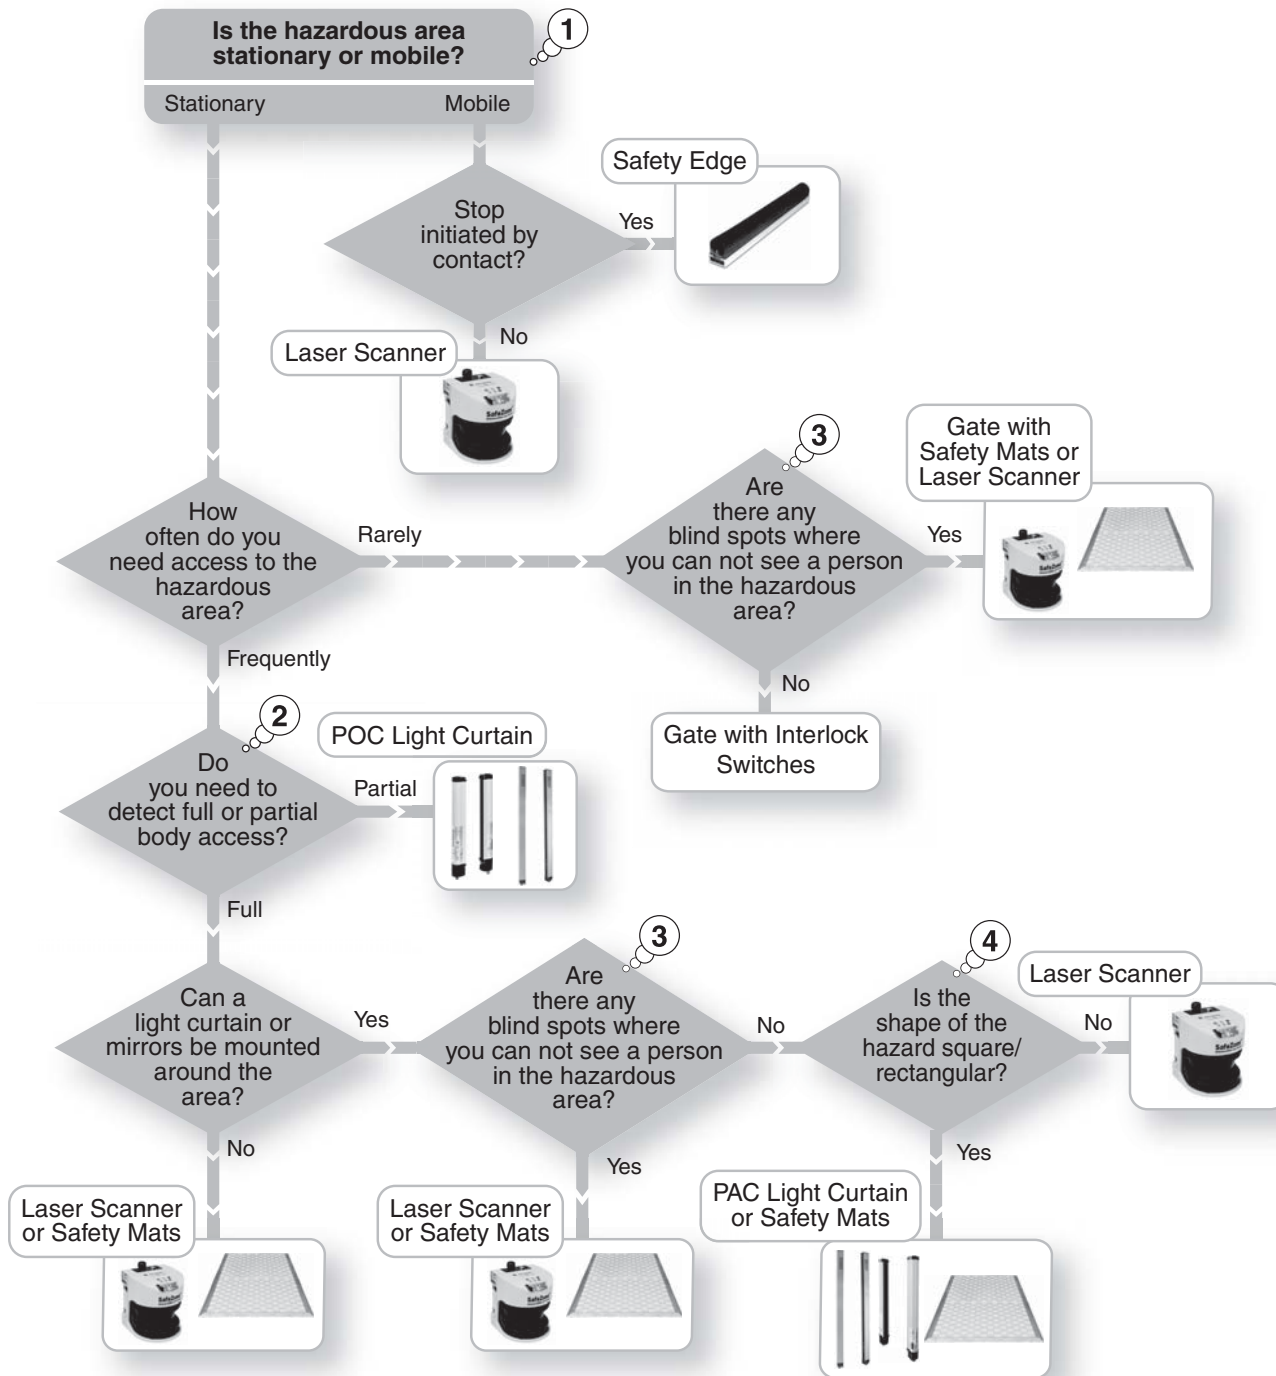 Is the hazardous area
stationary or mobile?
1
Stationary
Mobile
Safety Edge
Stop
initiated by
contact?
Yes
No
Laser Scanner
SafeZone
How
often do you
need access to the
hazardous
area?
Rarely
3
Are
there any
blind spots where
you can not see a person
in the hazardous
area?
Yes
Gate with
Safety Mats or
Laser Scanner
SafeZone
No
Gate with Interlock
Switches
Frequently
2
Do
you need to
detect full or partial
body access?
Partial
POC Light Curtain
Full
Can a
light curtain or
mirrors be mounted
around the
area?
Yes
3
Are
there any
blind spots where
you can not see a person
in the hazardous
area?
No
4
Is the
shape of the
hazard square/
rectangular?
No
Laser Scanner
SafeZone
No
Laser Scanner
or Safety Mats
SafeZone
Yes
Laser Scanner
or Safety Mats
SafeZone
Yes
PAC Light Curtain
or Safety Mats